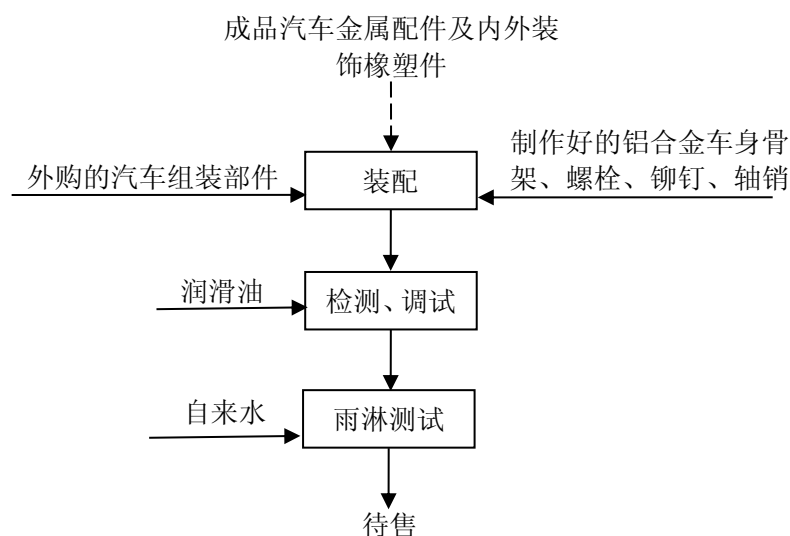 成品汽车金属配件及内外装
饰橡塑件
制作好的铝合金车身骨
架、螺栓、铆钉、轴销
外购的汽车组装部件
装配
润滑油
检测、调试
自来水
雨淋测试
待售